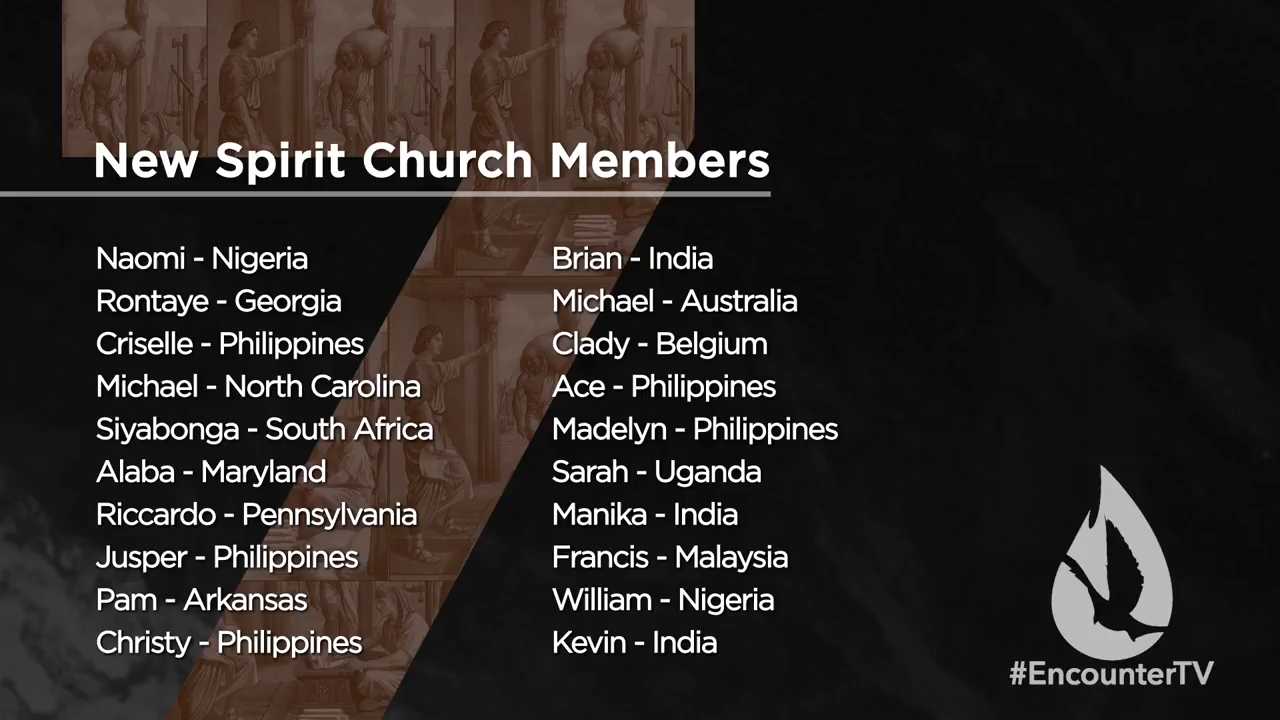 New Spirit Church Members
Naomi - Nigeria
Rontaye - Georgia
Criselle - Philippines
Michael - North Carolina
Siyabonga - South Africa
Alaba - Maryland
Riccardo - Pennsylvania
Jusper - Philippines
Pam - Arkansas
Christy - Philippines
Brian - India
Michael - Australia
Clady - Belgium
Ace - Philippines
Madelyn - Philippines
Sarah - Uganda
Manika - India
Francis - Malaysia
William - Nigeria
Kevin - India
#EncounterTV